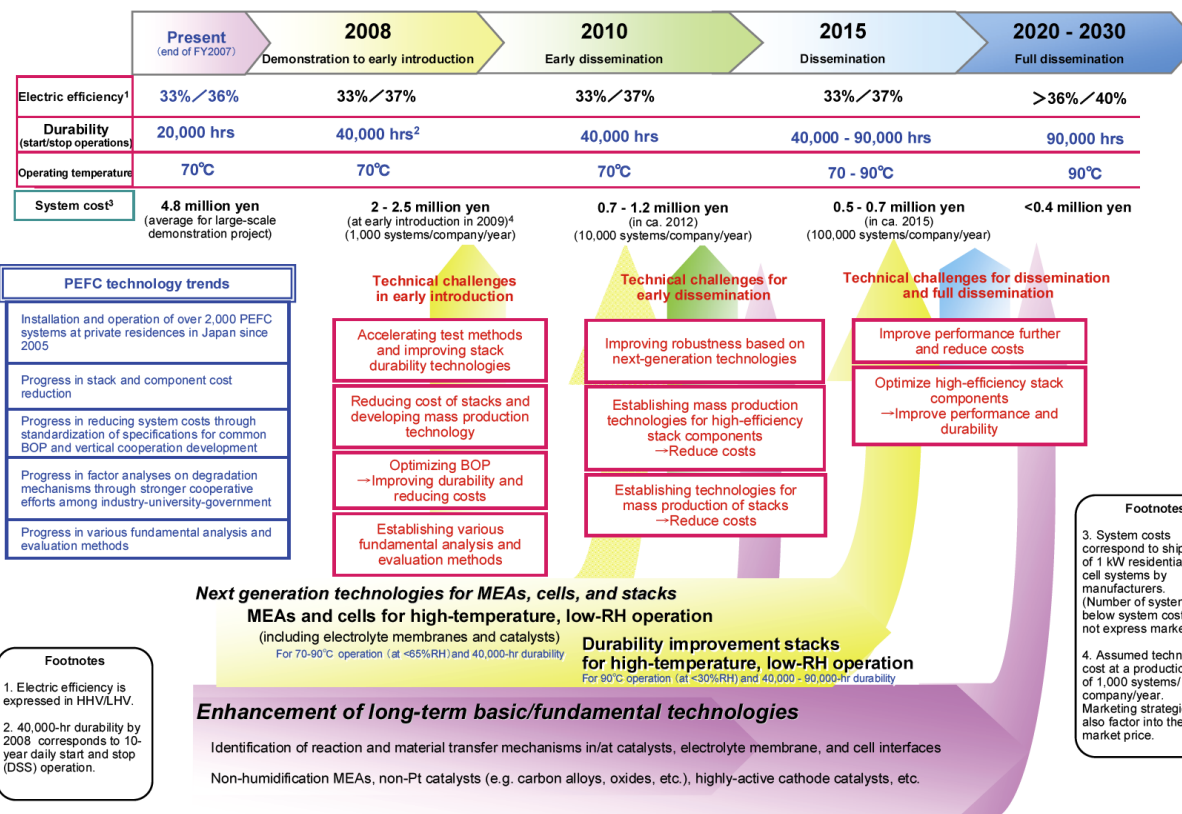 Present
(end of FY2007)
2008
Demonstration to early introduction
2010
Early dissemination
2015
Dissemination
2020 - 2030
Full dissemination
Electric efficiency1
33%／36%
33%／37%
33%／37%
33%／37%
＞36%／40%
Durability
(start/stop operations)
20,000 hrs
40,000 hrs2
40,000 hrs
40,000 - 90,000 hrs
90,000 hrs
Operating temperature
70℃
70℃
70℃
70 - 90℃
90℃
System cost3
4.8 million yen
(average for large-scale
demonstration project)
2 - 2.5 million yen
(at early introduction in 2009)4
(1,000 systems/company/year)
0.7 - 1.2 million yen
(in ca. 2012)
(10,000 systems/company/year)
0.5 - 0.7 million yen
(in ca. 2015)
(100,000 systems/company/year)
<0.4 million yen
PEFC technology trends
Installation and operation of over 2,000 PEFC
systems at private residences in Japan since
2005
Progress in stack and component cost
reduction
Progress in reducing system costs through
standardization of specifications for common
BOP and vertical cooperation development
Progress in factor analyses on degradation
mechanisms through stronger cooperative
efforts among industry-university-government
Progress in various fundamental analysis and
evaluation methods
Technical challenges
in early introduction
Accelerating test methods
and improving stack
durability technologies
Reducing cost of stacks and
developing mass production
technology
Optimizing BOP
→Improving durability and
reducing costs
Establishing various
fundamental analysis and
evaluation methods
Technical challenges for
early dissemination
Improving robustness based on
next-generation technologies
Establishing mass production
technologies for high-efficiency
stack components
→Reduce costs
Establishing technologies for
mass production of stacks
→Reduce costs
Technical challenges for dissemination
and full dissemination
Improve performance further
and reduce costs
Optimize high-efficiency stack
components
→Improve performance and
durability
Next generation technologies for MEAs, cells, and stacks
MEAs and cells for high-temperature, low-RH operation
(including electrolyte membranes and catalysts)
For 70-90℃ operation (at <65%RH) and 40,000-hr durability
Durability improvement stacks
for high-temperature, low-RH operation
For 90℃ operation (at <30%RH) and 40,000 - 90,000-hr durability
Enhancement of long-term basic/fundamental technologies
Identification of reaction and material transfer mechanisms in/at catalysts, electrolyte membrane, and cell interfaces
Non-humidification MEAs, non-Pt catalysts (e.g. carbon alloys, oxides, etc.), highly-active cathode catalysts, etc.
Footnotes
1. Electric efficiency is
expressed in HHV/LHV.
2. 40,000-hr durability by
2008 corresponds to 10-
year daily start and stop
(DSS) operation.
Footnotes
3. System costs
correspond to ship
of 1 kW residentia
cell systems by
manufacturers.
(Number of system
below system cost
not express marke
4. Assumed techn
cost at a production
of 1,000 systems/
company/year.
Marketing strategie
also factor into the
market price.